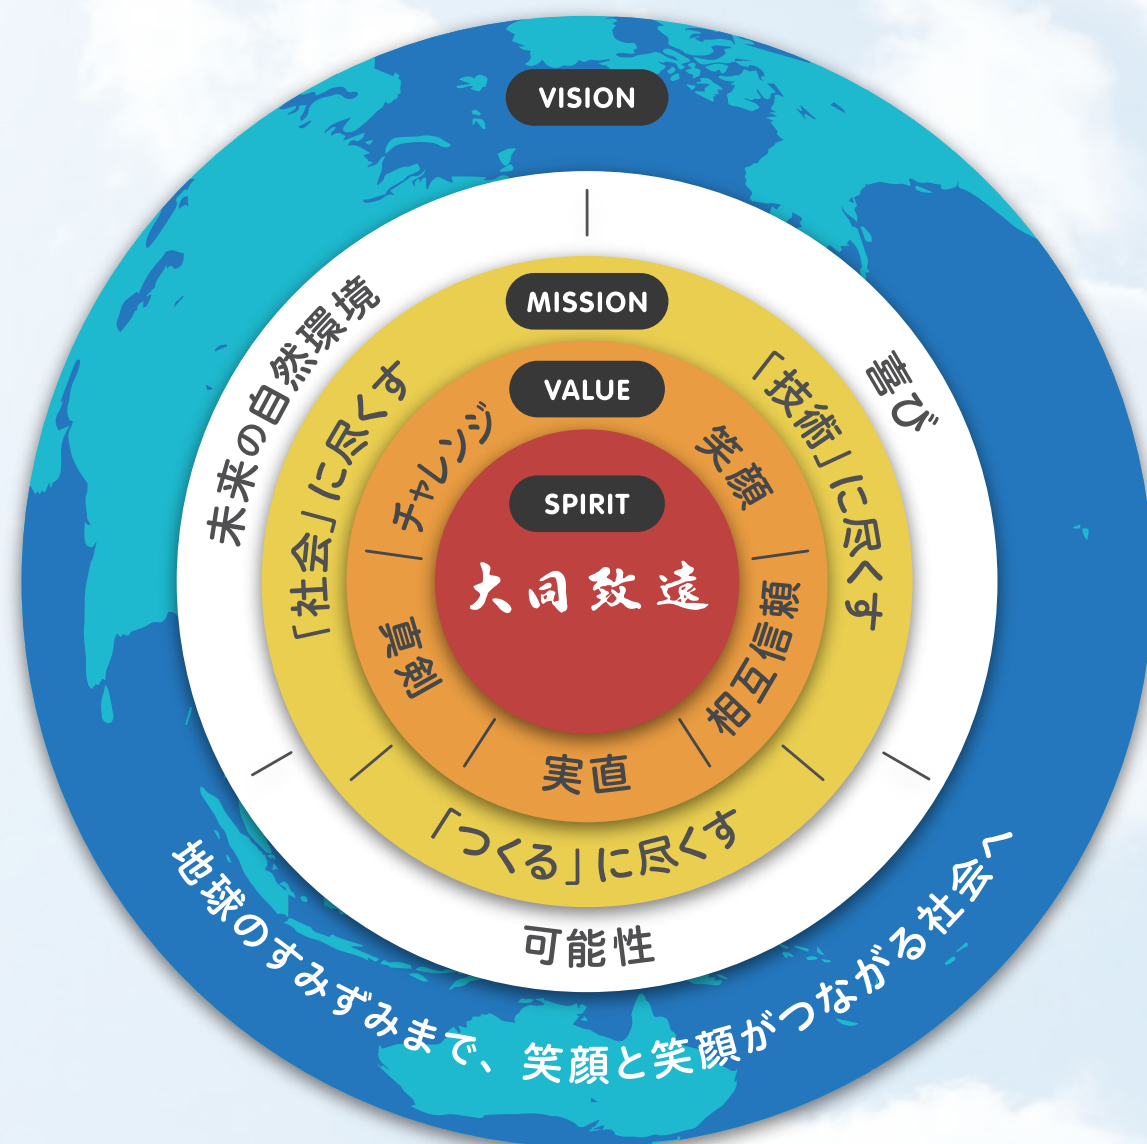 VISION
地球のすみずみまで、笑顔と笑顔がつながる社会へ
未来の自然環境
喜び
可能性
MISSION
「社会」に尽くす
「技術」に尽くす
「つくる」に尽くす
VALUE
チャレンジ
笑顔
相互信頼
実直
真剣
SPIRIT
大同致遠